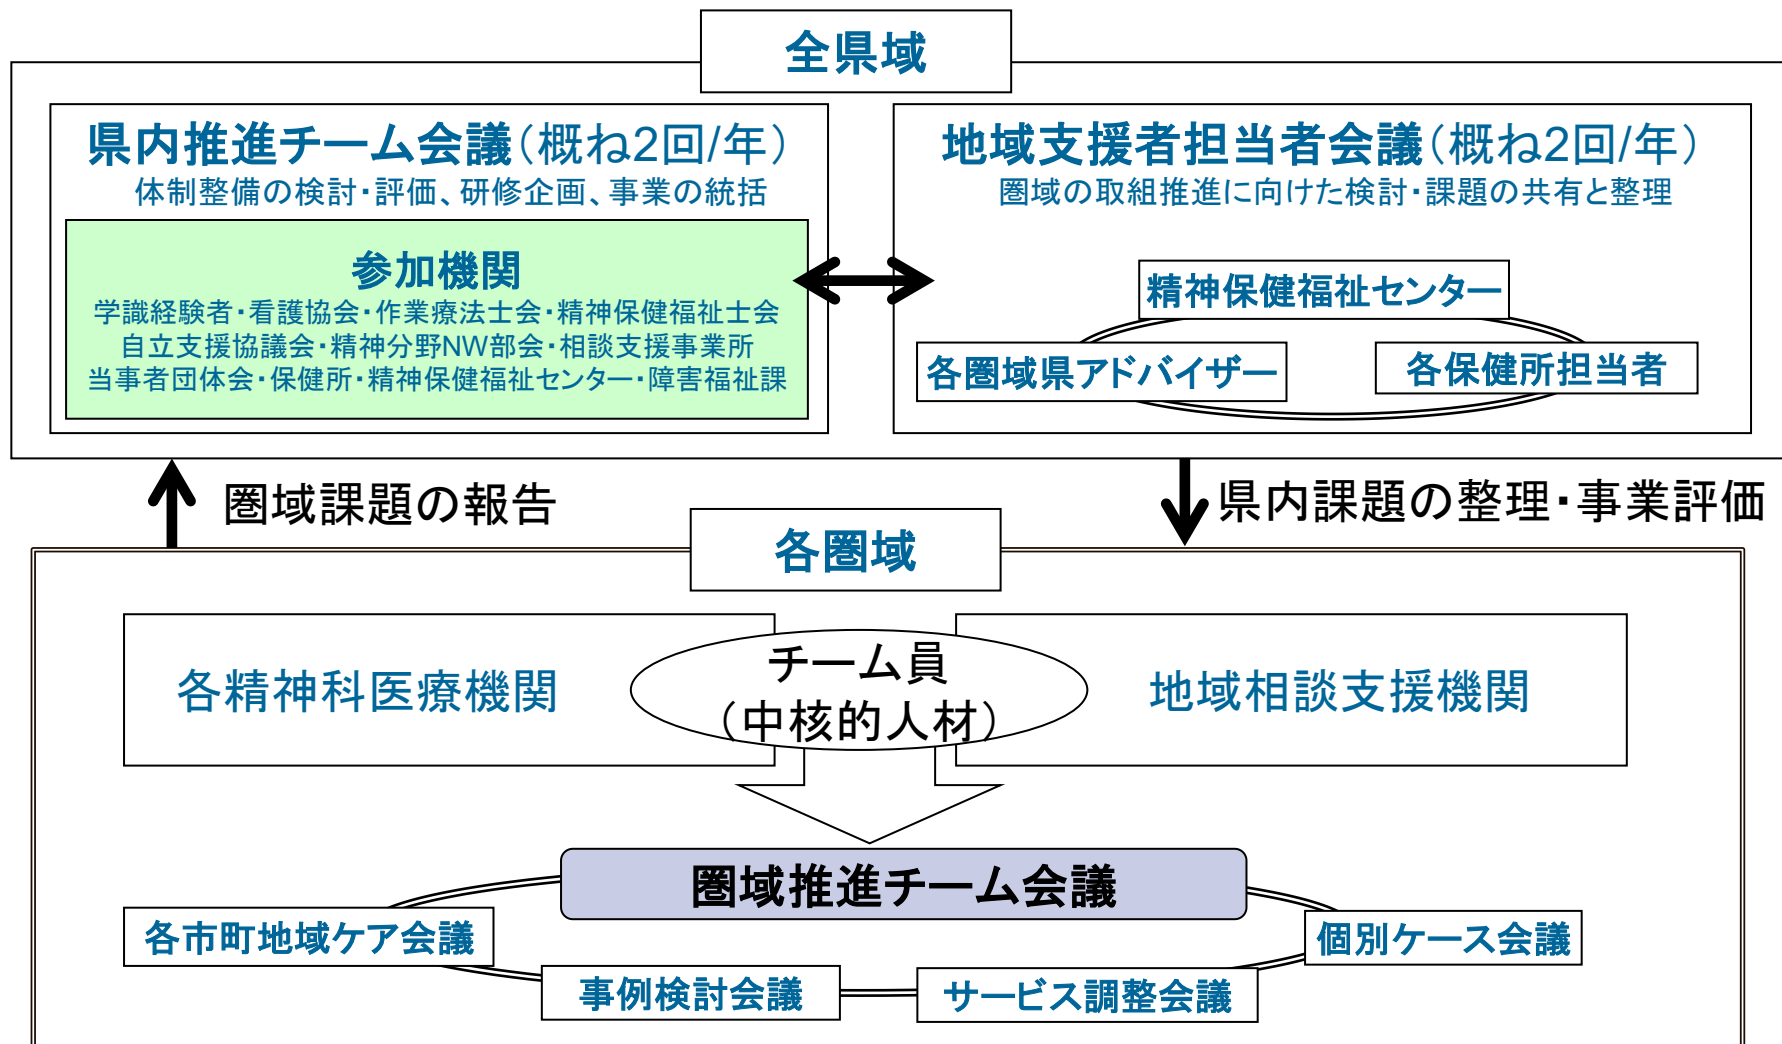 全県域
県内推進チーム会議（概ね2回/年）
体制整備の検討・評価、研修企画、事業の統括
参加機関
学識経験者・看護協会・作業療法士会・精神保健福祉士会
自立支援協議会・精神分野NW部会・相談支援事業所
当事者団体会・保健所・精神保健福祉センター・障害福祉課
地域支援者担当者会議（概ね2回/年）
圏域の取組推進に向けた検討・課題の共有と整理
精神保健福祉センター
各圏域県アドバイザー
各保健所担当者
圏域課題の報告
県内課題の整理・事業評価
各圏域
各精神科医療機関
チーム員
（中核的人材）
地域相談支援機関
圏域推進チーム会議
各市町地域ケア会議
個別ケース会議
事例検討会議
サービス調整会議